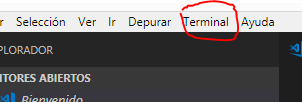 Selección Ver Ir Depurar Terminal Ayuda
PLORADOR
ITORES ABIERTOS
Bienvenido